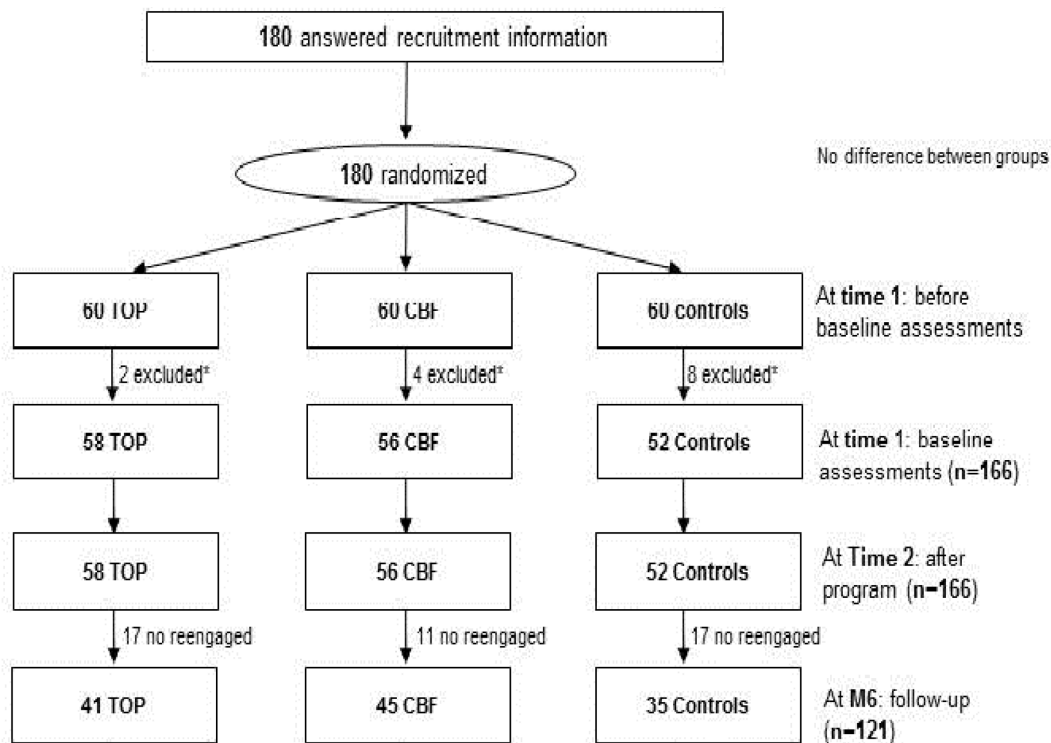 180 answered recruitment information
180 randomized
No difference between groups
60 TOP
60 CBF
60 controls
At time 1: before
baseline assessments
2 excluded*
4 excluded*
8 excluded*
58 TOP
56 CBF
52 Controls
At time 1: baseline
assessments (n=166)
58 TOP
56 CBF
52 Controls
At Time 2: after
program (n=166)
17 no reengaged
11 no reengaged
17 no reengaged
41 TOP
45 CBF
35 Controls
At M6: follow-up
(n=121)